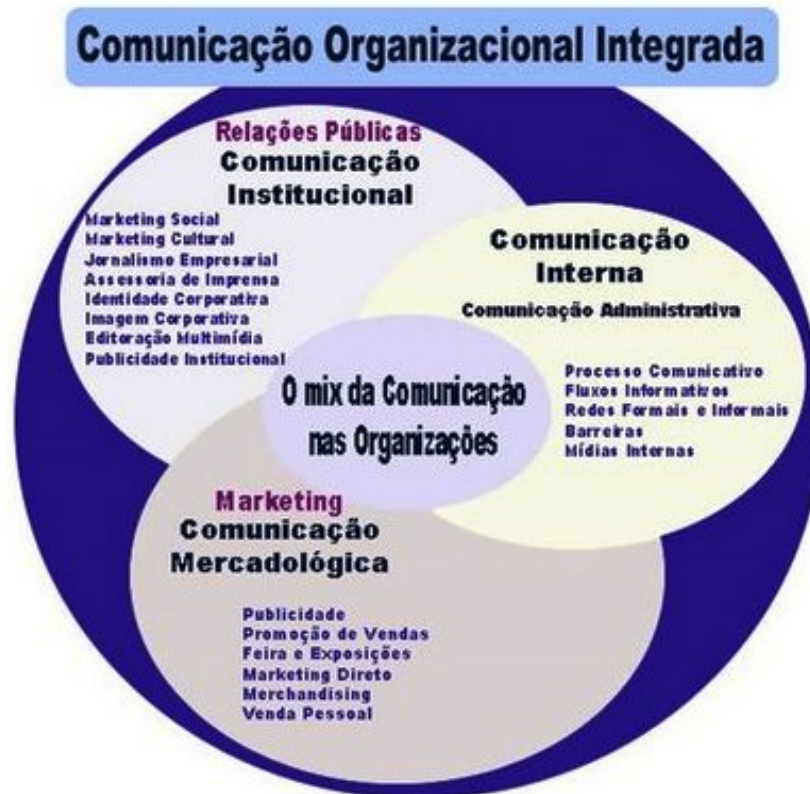 Comunicação Organizacional Integrada
Relações Públicas
Comunicação
Institucional
Marketing Social
Marketing Cultural
Jornalismo Empresarial
Assessoria de Imprensa
Identidade Corporativa
Imagem Corporativa
Editoração Multimídia
Publicidade Institucional
Comunicação
Interna
Comunicação Administrativa
Processo Comunicativo
Fluxos Informativos
Redes Formais e Informais
Barreiras
Mídias Internas
O mix da Comunicação
nas Organizações
Marketing
Comunicação
Mercadológica
Publicidade
Promoção de Vendas
Feira e Exposições
Marketing Direto
Merchandising
Venda Pessoal